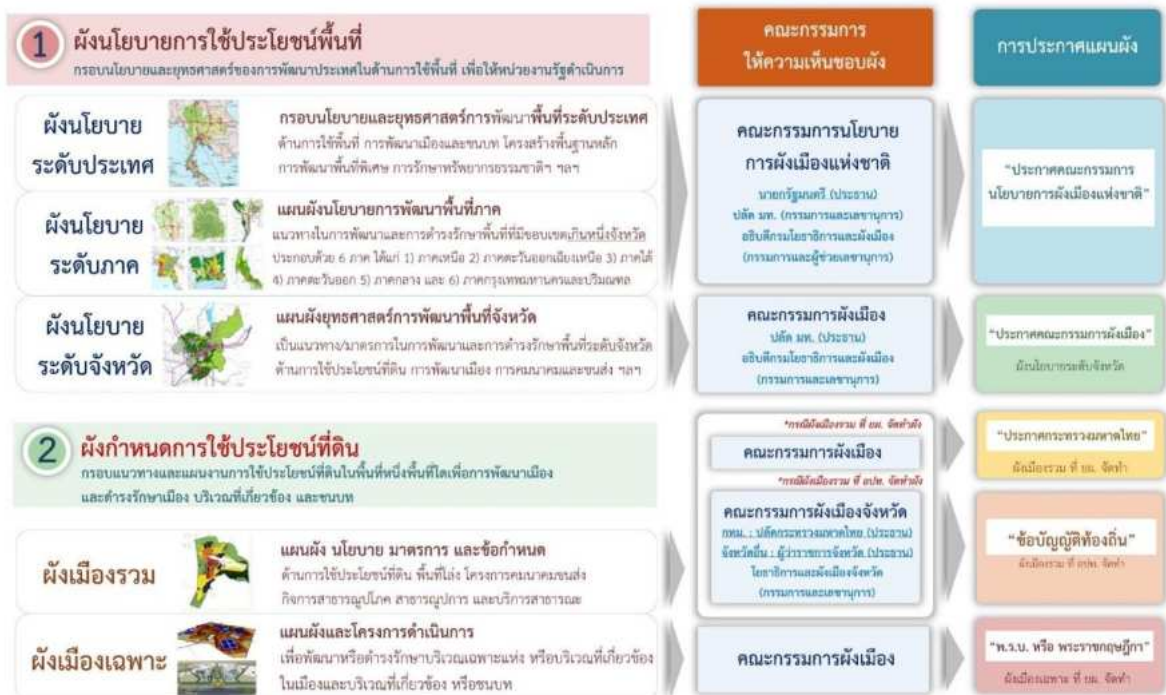 1
ผังนโยบายการใช้ประโยชน์พื้นที่
กรอบนโยบายและยุทธศาสตร์ของการพัฒนาประเทศในด้านการใช้พื้นที่ เพื่อให้หน่วยงานรัฐดำเนินการ
คณะกรรมการ
ให้ความเห็นชอบผัง
การประกาศแผนผัง
ผังนโยบาย
ระดับประเทศ
กรอบนโยบายและยุทธศาสตร์การพัฒนาพื้นที่ระดับประเทศ
ด้านการใช้พื้นที่ การพัฒนาเมืองและชนบท โครงสร้างพื้นฐานหลัก
การพัฒนาพื้นที่พิเศษ การรักษาทรัพยากรธรรมชาติฯ ฯลฯ
ผังนโยบาย
ระดับภาค
แผนผังนโยบายการพัฒนาพื้นที่ภาค
แนวทางในการพัฒนาและการดำรงรักษาพื้นที่ที่มีขอบเขตเกินหนึ่งจังหวัด
ประกอบด้วย 6 ภาค ได้แก่ 1) ภาคเหนือ 2) ภาคตะวันออกเฉียงเหนือ 3) ภาคใต้
4) ภาคตะวันออก 5) ภาคกลาง และ 6) ภาคกรุงเทพมหานครและปริมณฑล
คณะกรรมการนโยบาย
การผังเมืองแห่งชาติ
นายกรัฐมนตรี (ประธาน)
ปลัด มท. (กรรมการและเลขานุการ)
อธิบดีกรมโยธาธิการและผังเมือง
(กรรมการและผู้ช่วยเลขานุการ)
"ประกาศคณะกรรมการ
นโยบายการผังเมืองแห่งชาติ"
ผังนโยบาย
ระดับจังหวัด
แผนผังยุทธศาสตร์การพัฒนาพื้นที่จังหวัด
เป็นแนวทาง/มาตรการในการพัฒนาและการดำรงรักษาพื้นที่ระดับจังหวัด
ด้านการใช้ประโยชน์ที่ดิน การพัฒนาเมือง การคมนาคมและขนส่ง ฯลฯ
คณะกรรมการผังเมือง
ปลัด มท. (ประธาน)
อธิบดีกรมโยธาธิการและผังเมือง
(กรรมการและเลขานุการ)
"ประกาศคณะกรรมการผังเมือง"
ผังนโยบายระดับจังหวัด
2
ผังกำหนดการใช้ประโยชน์ที่ดิน
กรอบแนวทางและแผนงานการใช้ประโยชน์ที่ดินในพื้นที่หนึ่งพื้นที่ใดเพื่อการพัฒนาเมือง
และดำรงรักษาเมือง บริเวณที่เกี่ยวข้อง และชนบท
*กรณีผังเมืองรวม ที่ ยผ. จัดทำผัง
คณะกรรมการผังเมือง
"ประกาศกระทรวงมหาดไทย"
ผังเมืองรวม ที่ ยผ. จัดทำ
ผังเมืองรวม
แผนผัง นโยบาย มาตรการ และข้อกำหนด
ด้านการใช้ประโยชน์ที่ดิน พื้นที่โล่ง โครงการคมนาคมขนส่ง
กิจการสาธารณูปโภค สาธารณูปการ และบริการสาธารณะ
*กรณีผังเมืองรวม ที่ อปท. จัดทำผัง
คณะกรรมการผังเมืองจังหวัด
กทม. : ปลัดกระทรวงมหาดไทย (ประธาน)
จังหวัดอื่น : ผู้ว่าราชการจังหวัด (ประธาน)
โยธาธิการและผังเมืองจังหวัด
(กรรมการและเลขานุการ)
"ข้อบัญญัติท้องถิ่น"
ผังเมืองรวม ที่ อปท. จัดทำ
ผังเมืองเฉพาะ
แผนผังและโครงการดำเนินการ
เพื่อพัฒนาหรือดำรงรักษาบริเวณเฉพาะแห่ง หรือบริเวณที่เกี่ยวข้อง
ในเมืองและบริเวณที่เกี่ยวข้อง หรือชนบท
คณะกรรมการผังเมือง
"พ.ร.บ. หรือ พระราชกฤษฎีกา"
ผังเมืองเฉพาะ ที่ ยผ. จัดทำ